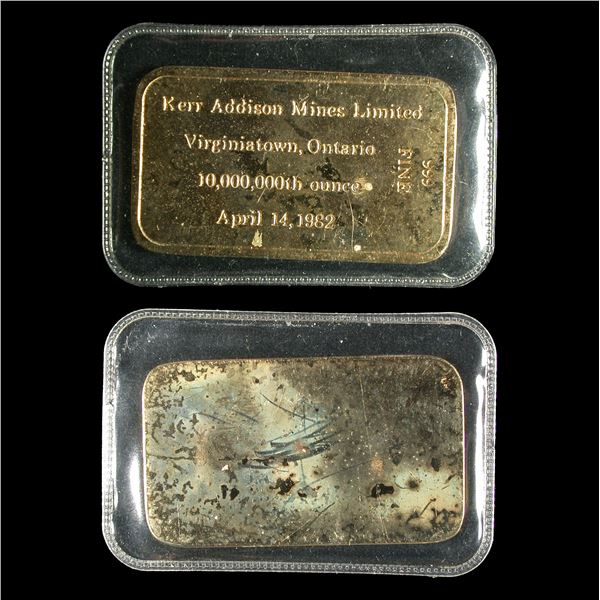 Kerr Addison Mines Limited
Virginiatown, Ontario
10,000,000th ounce
April 14, 1982
999
FINE